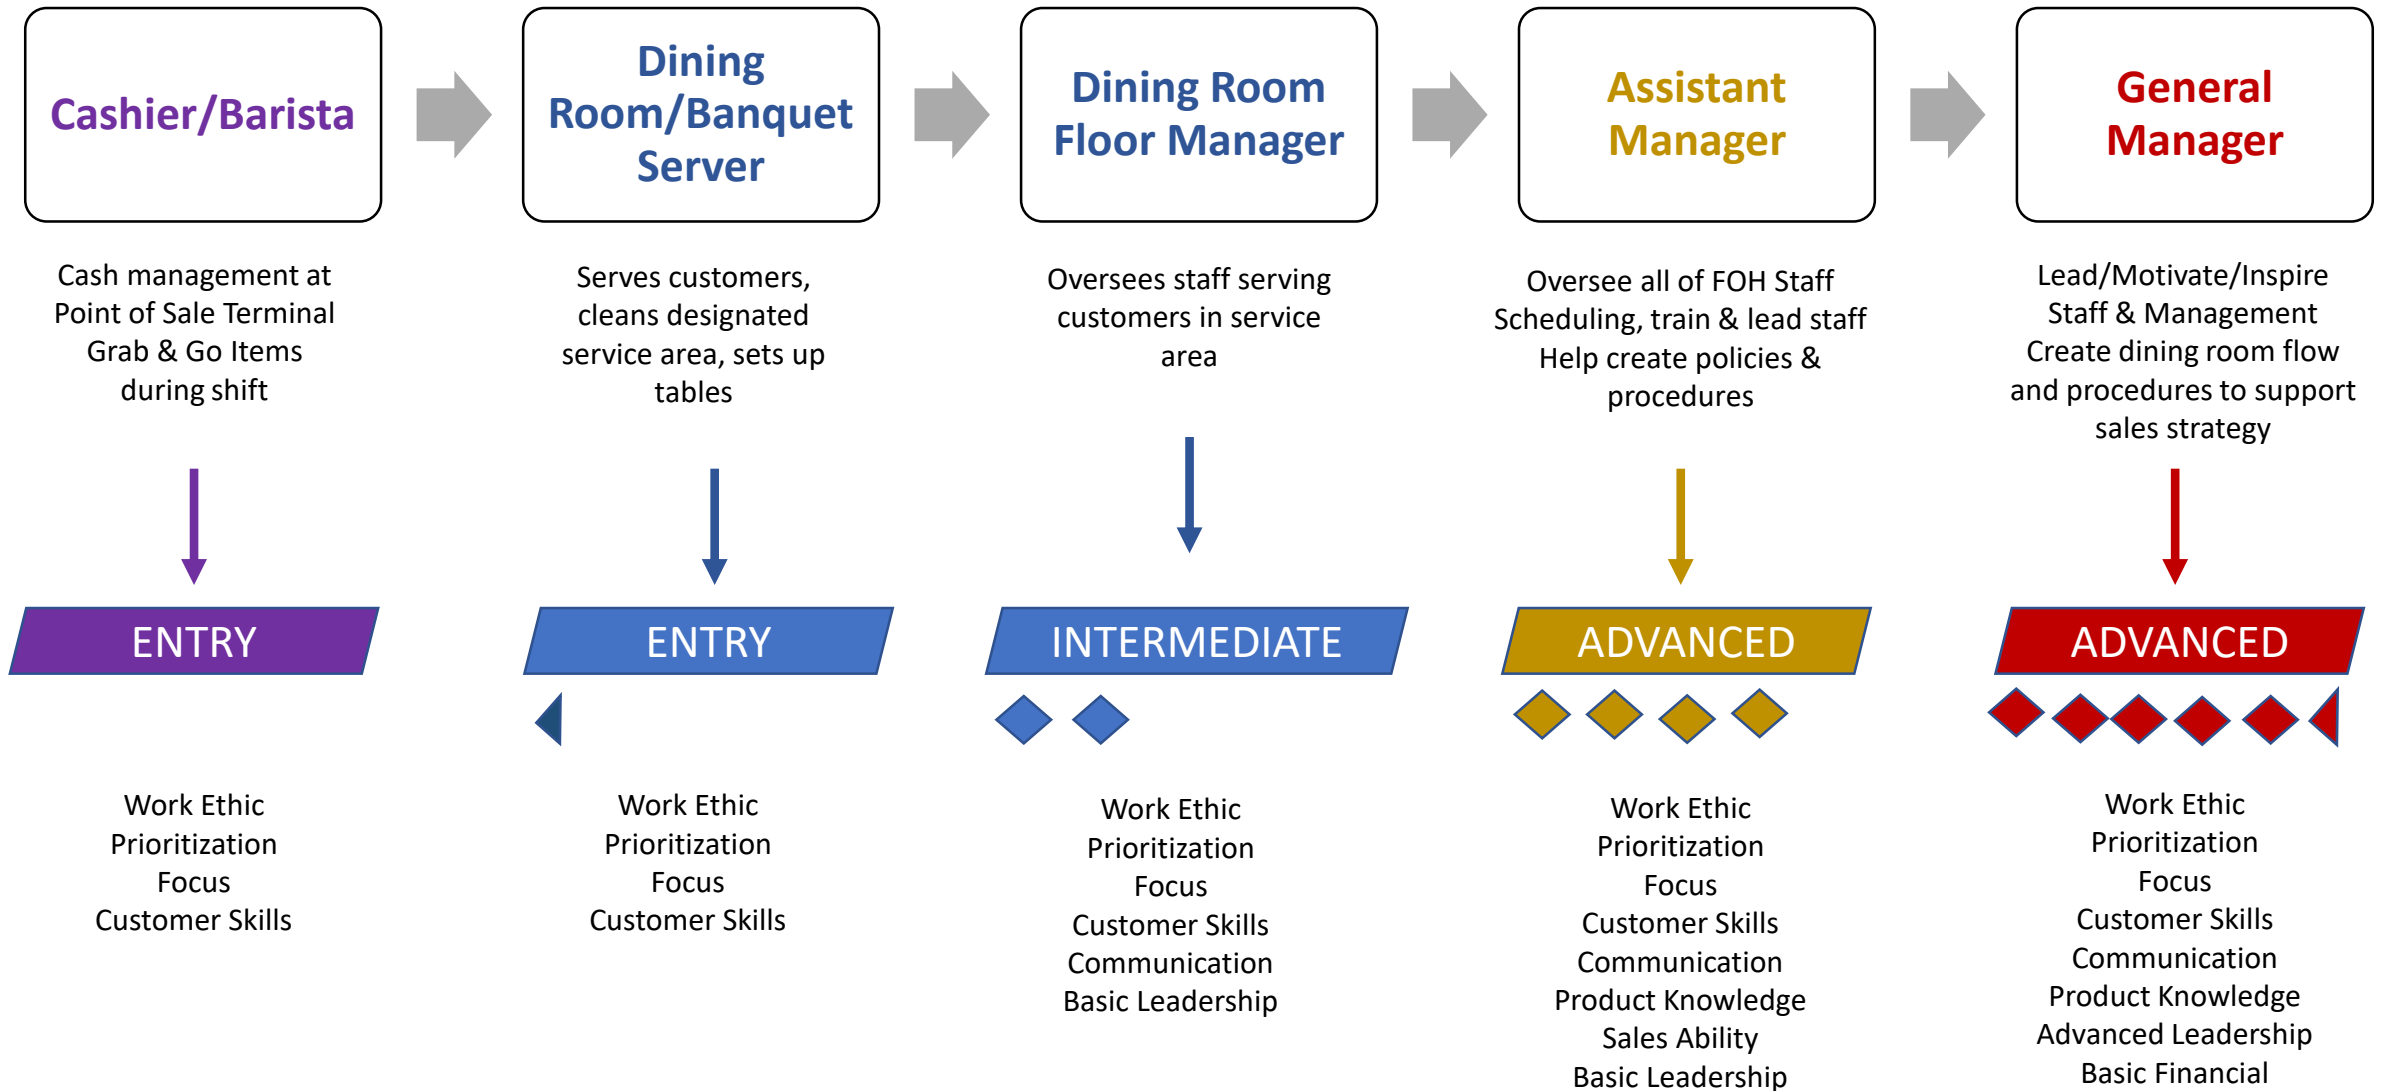 Cashier/Barista
Dining
Room/Banquet
Server
Dining Room
Floor Manager
Assistant
Manager
General
Manager
Cash management at
Point of Sale Terminal
Grab & Go Items
during shift
Serves customers,
cleans designated
service area, sets up
tables
Oversees staff serving
customers in service
area
Oversee all of FOH Staff
Scheduling, train & lead staff
Help create policies &
procedures
Lead/Motivate/Inspire
Staff & Management
Create dining room flow
and procedures to support
sales strategy
ENTRY
ENTRY
INTERMEDIATE
ADVANCED
ADVANCED
Work Ethic
Prioritization
Focus
Customer Skills
Work Ethic
Prioritization
Focus
Customer Skills
Work Ethic
Prioritization
Focus
Customer Skills
Communication
Basic Leadership
Work Ethic
Prioritization
Focus
Customer Skills
Communication
Product Knowledge
Sales Ability
Basic Leadership
Work Ethic
Prioritization
Focus
Customer Skills
Communication
Product Knowledge
Advanced Leadership
Basic Financial